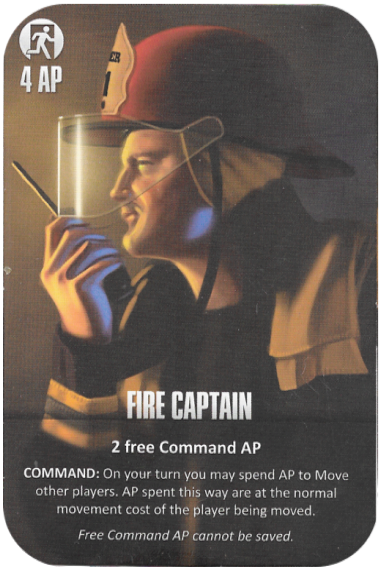 4 AP
FIRE CAPTAIN
2 free Command AP
COMMAND: On your turn you may spend AP to Move
other players. AP spent this way are at the normal
movement cost of the player being moved.
Free Command AP cannot be saved.